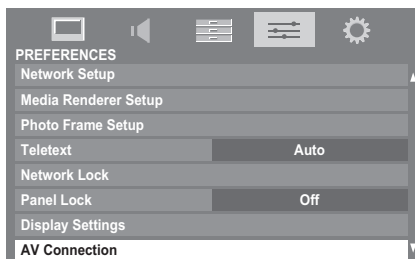 PREFERENCES
Network Setup
Media Renderer Setup
Photo Frame Setup
Teletext Auto
Network Lock
Panel Lock Off
Display Settings
AV Connection